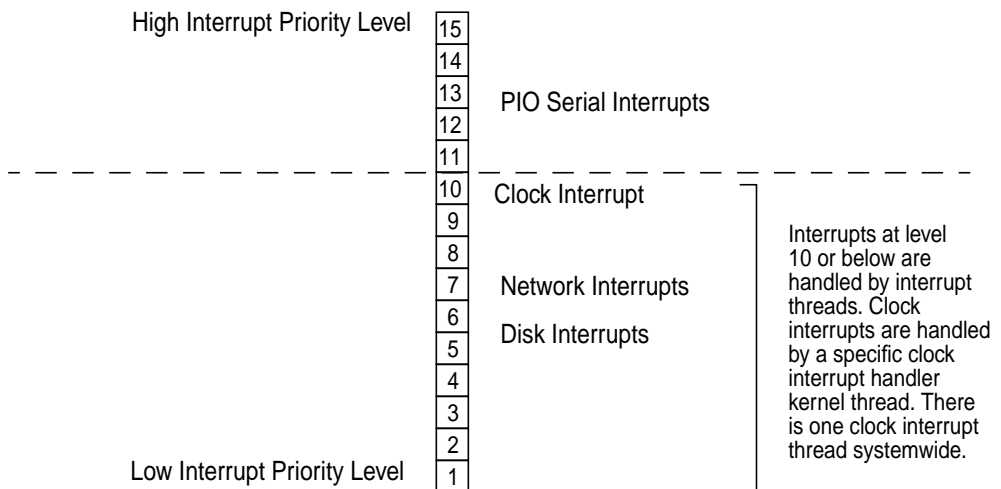 High Interrupt Priority Level 15
14
13
PIO Serial Interrupts
12
11
10
Clock Interrupt
9
8
7
Network Interrupts
6
Disk Interrupts
5
4
3
2
Low Interrupt Priority Level 1
Interrupts at level
10 or below are
handled by interrupt
threads. Clock
interrupts are handled
by a specific clock
interrupt handler
kernel thread. There
is one clock interrupt
thread systemwide.